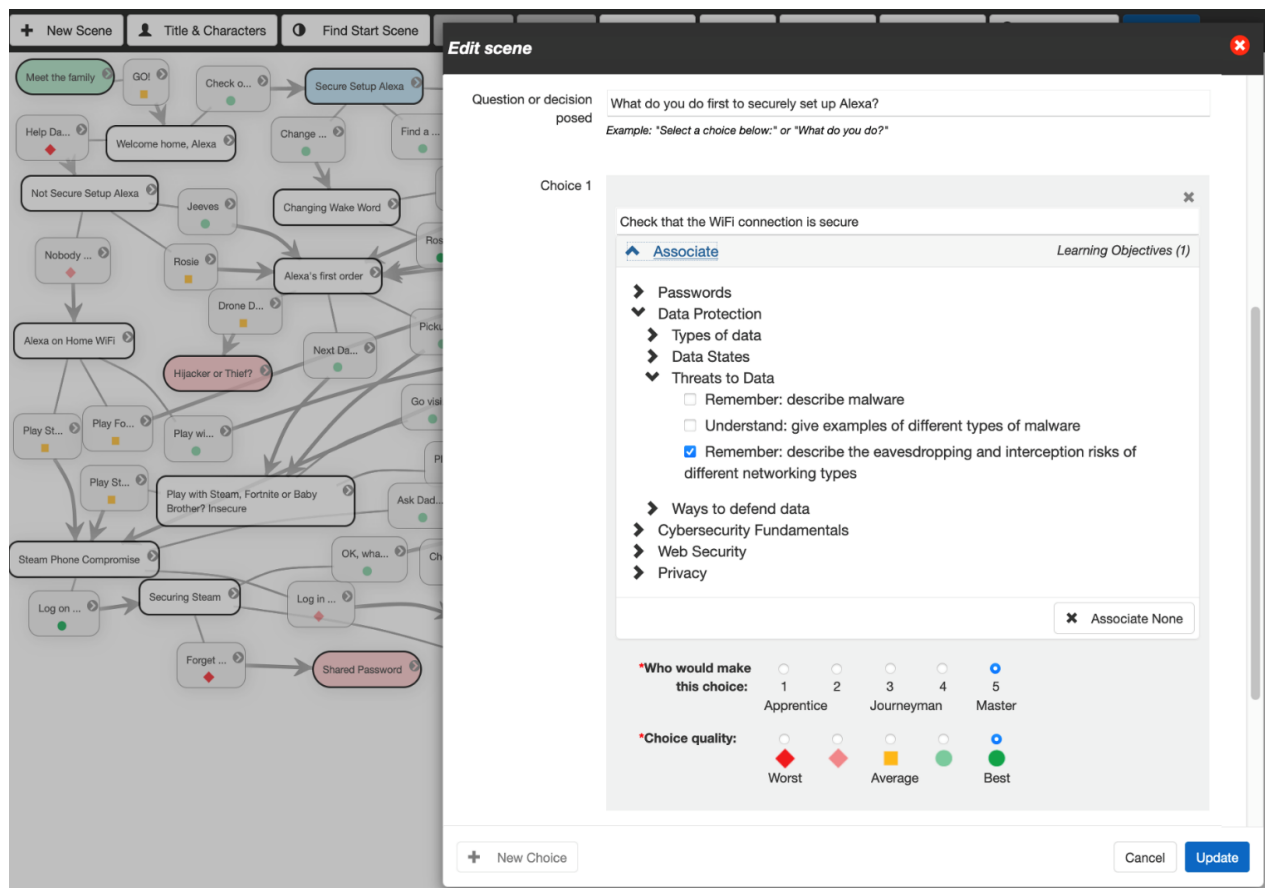 New Scene
Title & Characters
Find Start Scene
Meet the family
GO!
Check o...
Secure Setup Alexa
Help Da...
Welcome home, Alexa
Change ...
Find a ...
Not Secure Setup Alexa
Jeeves
Changing Wake Word
Nobody ...
Rosie
Alexa's first order
Ros
Drone D...
Alexa on Home WiFi
Next Da...
Picku
Hijacker or Thief?
Play St...
Play Fo...
Play wi...
Go visi
Play St...
Play with Steam, Fortnite or Baby
Brother? Insecure
Ask Dad...
Steam Phone Compromise
OK, wha...
Securing Steam
Log in ...
Log on ...
Forget ...
Shared Password
Edit scene
Question or decision
posed
What do you do first to securely set up Alexa?
Example: "Select a choice below:" or "What do you do?"
Choice 1
Check that the WiFi connection is secure
Associate
Learning Objectives (1)
Passwords
Data Protection
Types of data
Data States
Threats to Data
Remember: describe malware
Understand: give examples of different types of malware
Remember: describe the eavesdropping and interception risks of
different networking types
Ways to defend data
Cybersecurity Fundamentals
Web Security
Privacy
Associate None
*Who would make
this choice:
1 2 3 4 5
Apprentice Journeyman Master
*Choice quality:
Worst Average Best
New Choice
Cancel
Update